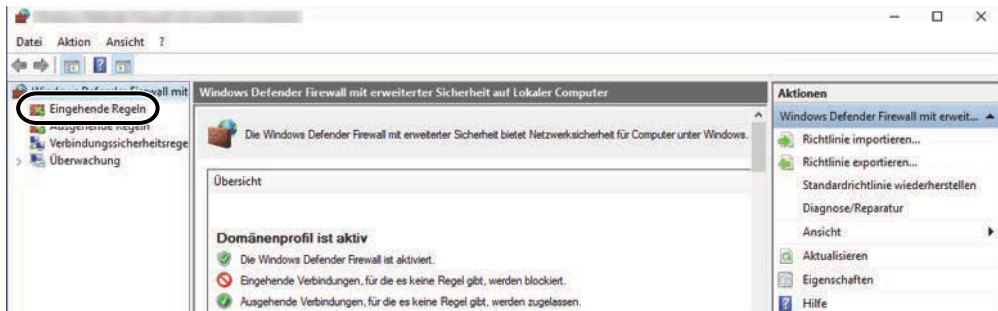 Datei Aktion Ansicht ?
Windows Defender Firewall mit
Eingehende Regeln
Ausgehende Regeln
Verbindungssicherheitsrege
Überwachung
Windows Defender Firewall mit erweiterter Sicherheit auf Lokaler Computer
Die Windows Defender Firewall mit erweiterter Sicherheit bietet Netzwerksicherheit für Computer unter Windows.
Übersicht
Domänenprofil ist aktiv
Die Windows Defender Firewall ist aktiviert.
Eingehende Verbindungen, für die es keine Regel gibt, werden blockiert.
Ausgehende Verbindungen, für die es keine Regel gibt, werden zugelassen.
Aktionen
Windows Defender Firewall mit erweit...
Richtlinie importieren...
Richtlinie exportieren...
Standardrichtlinie wiederherstellen
Diagnose/Reparatur
Ansicht
Aktualisieren
Eigenschaften
Hilfe